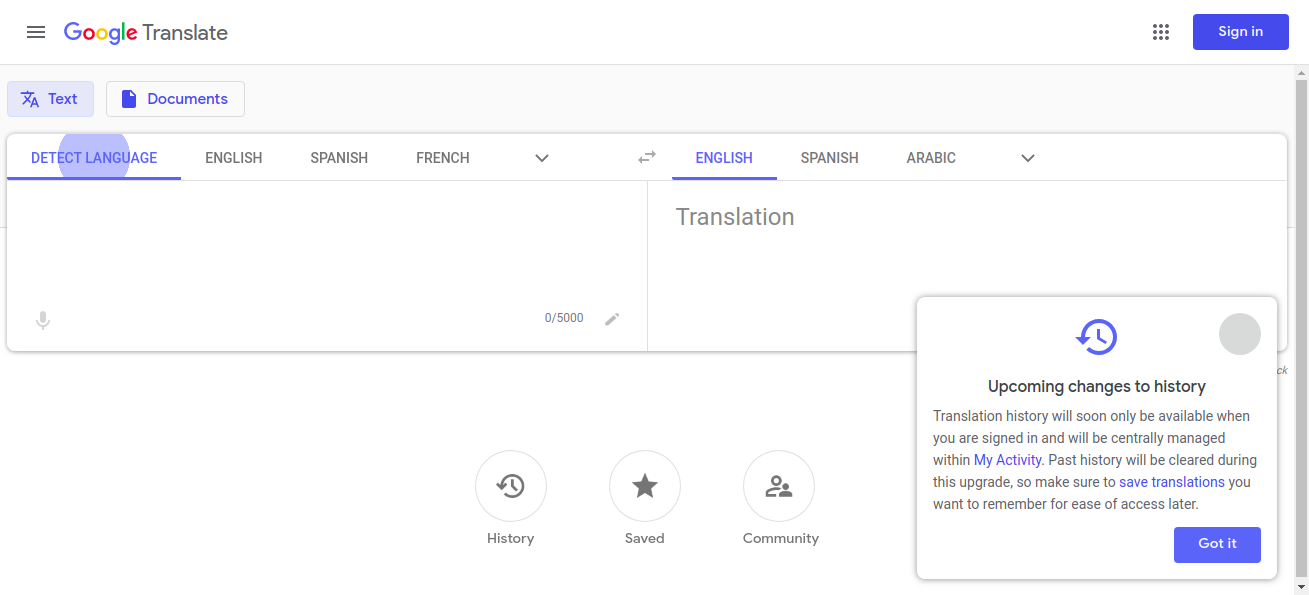 Google Translate
Sign in
Text
Documents
DETECT LANGUAGE
ENGLISH
SPANISH
FRENCH
ENGLISH
SPANISH
ARABIC
Translation
0/5000
Upcoming changes to history
Translation history will soon only be available when
you are signed in and will be centrally managed
within My Activity. Past history will be cleared during
this upgrade, so make sure to save translations you
want to remember for ease of access later.
Got it
ck
History
Saved
Community